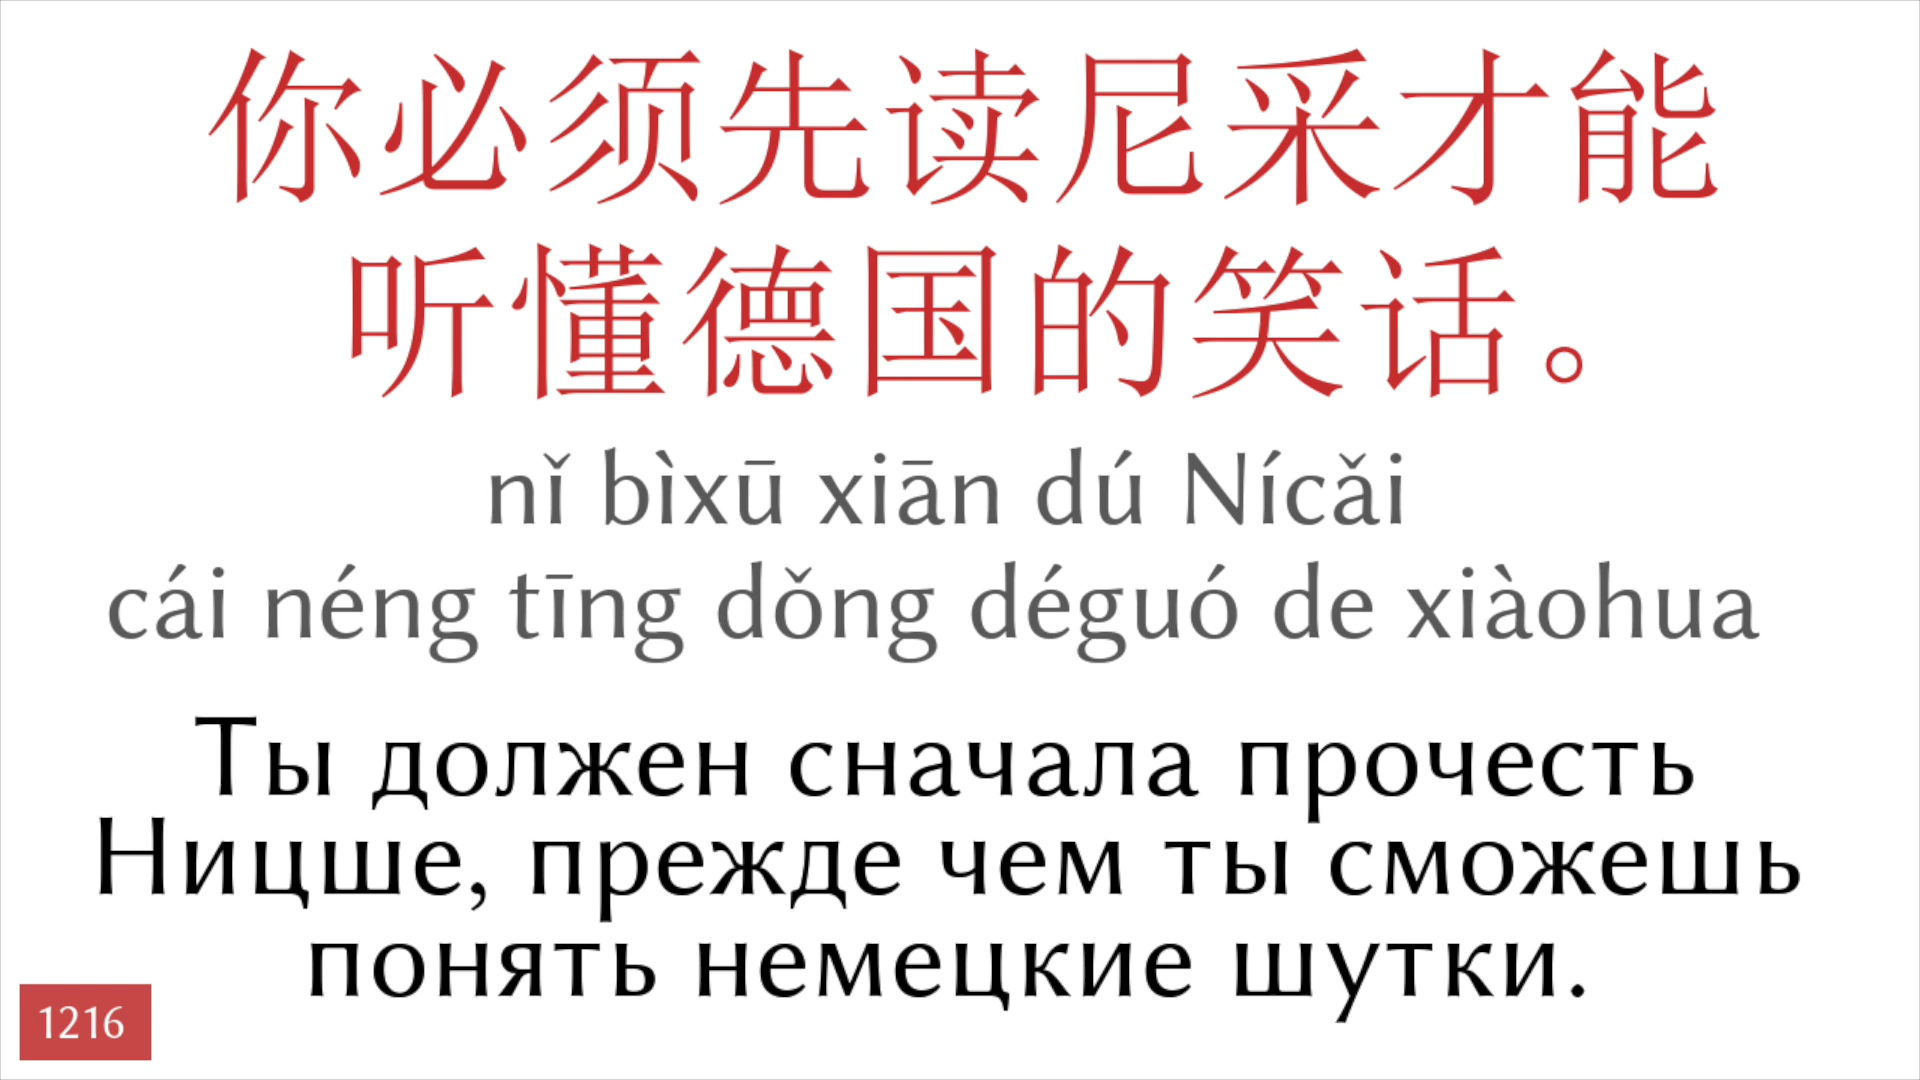 你必须先读尼采才能
听懂德国的笑话。
nǐ bìxū xiān dú Nícǎi
cái néng tīng dǒng déguó de xiàohua
Ты должен сначала прочесть
Ницше, прежде чем ты сможешь
понять немецкие шутки.
1216